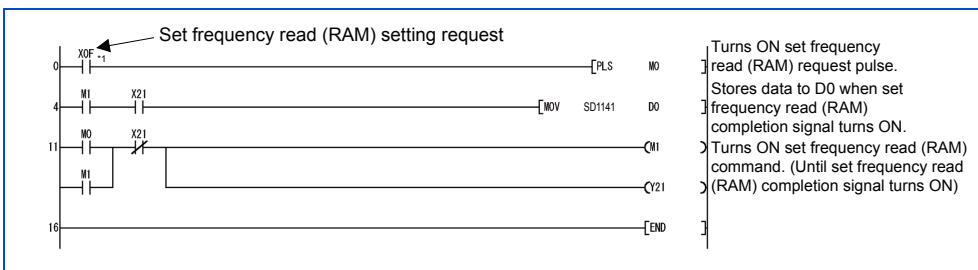 Set frequency read (RAM) setting request
X0F *1
0 [PLS M0 ]
Turns ON set frequency
read (RAM) request pulse.
M1 X21
4 [MOV SD1141 D0 ]
Stores data to D0 when set
frequency read (RAM)
completion signal turns ON.
M0 X21
11 (M1 )
Turns ON set frequency read (RAM)
command. (Until set frequency read
(RAM) completion signal turns ON)
M1
(Y21 )
16 [END ]